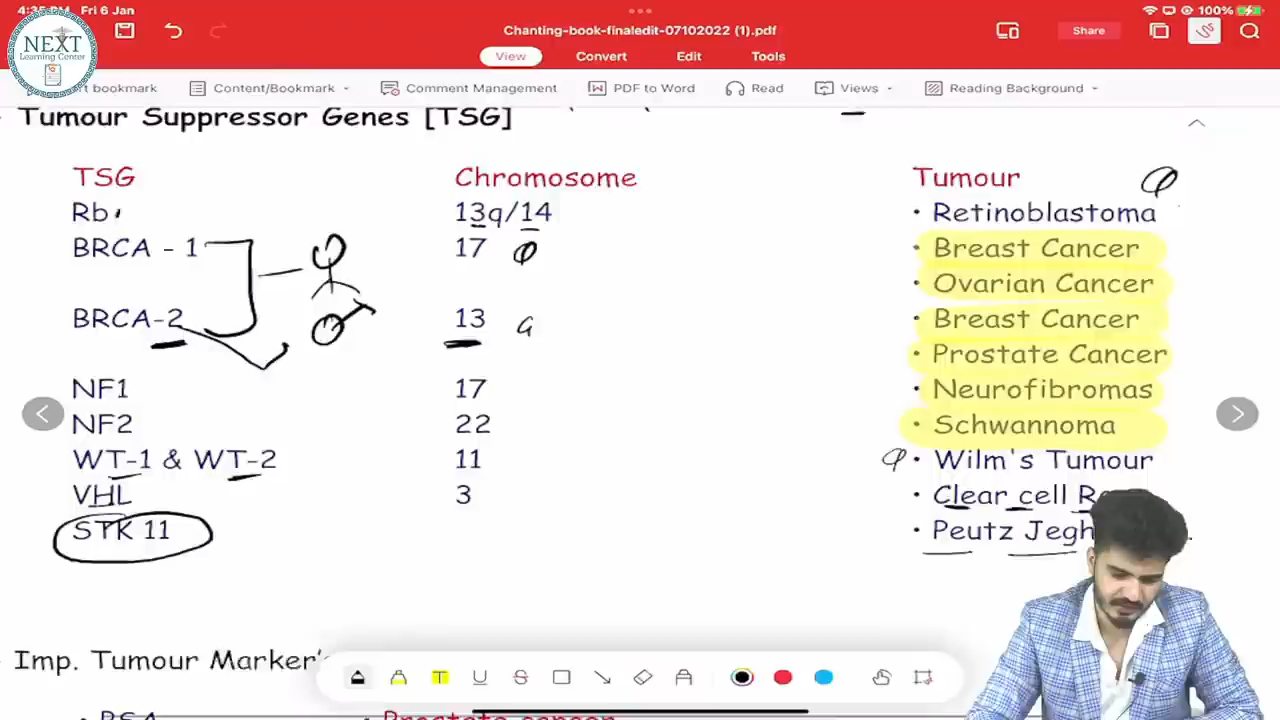 4:35 PM Fri 6 Jan
100%
NEXT
Learning Center
Chanting-book-finaledit-07102022 (1).pdf
Share
View Convert Edit Tools
bookmark Content/Bookmark Comment Management PDF to Word Read Views Reading Background
Tumour Suppressor Genes [TSG]
TSG Chromosome Tumour
Rb 13q/14 • Retinoblastoma
BRCA - 1 17 • Breast Cancer
• Ovarian Cancer
BRCA-2 13 • Breast Cancer
• Prostate Cancer
NF1 17 • Neurofibromas
NF2 22 • Schwannoma
WT-1 & WT-2 11 • Wilm's Tumour
VHL 3 • Clear cell
STK 11 • Peutz Jegh
Imp. Tumour Marker's
• PSA • Prostate cancer